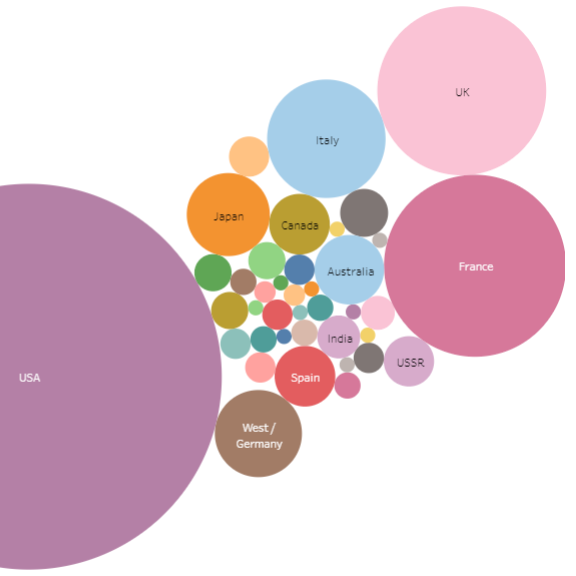 UK
Italy
Japan
Canada
Australia
France
India
USSR
USA
Spain
West /
Germany